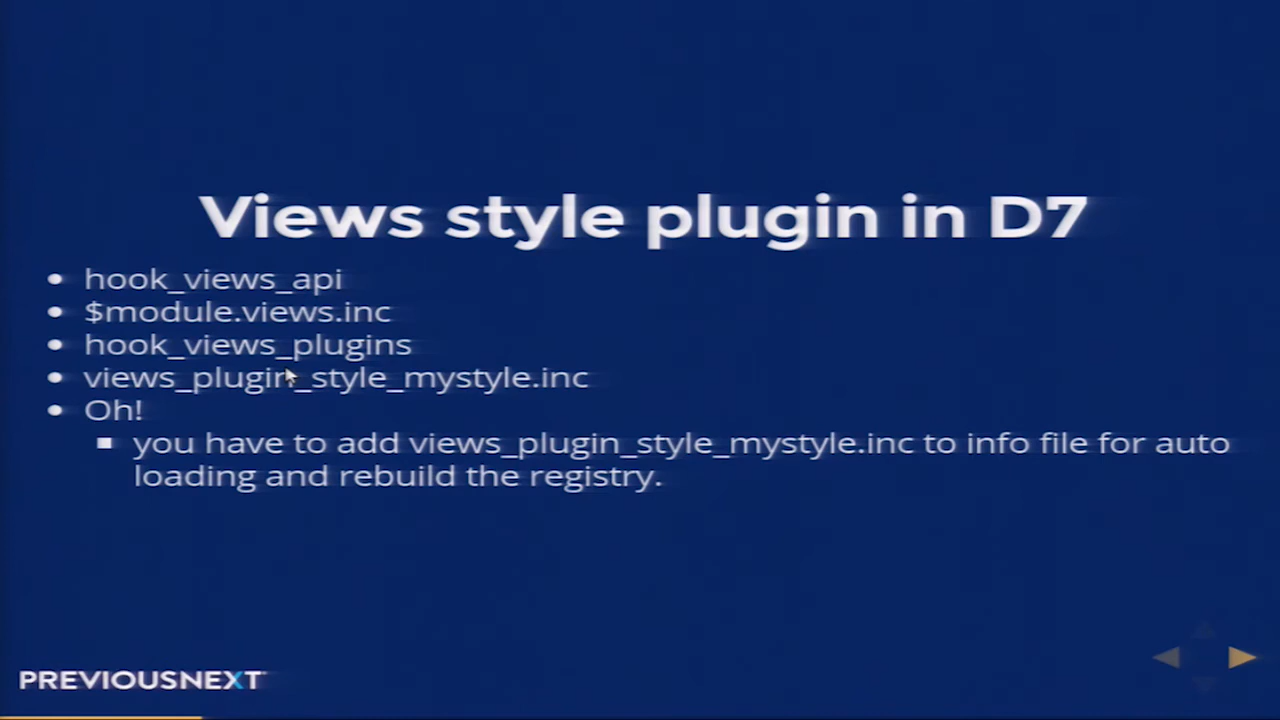 Views style plugin in D7
hook_views_api
$module.views.inc
hook_views_plugins
views_plugin_style_mystyle.inc
Oh!
you have to add views_plugin_style_mystyle.inc to info file for auto
loading and rebuild the registry.
PREVIOUSNEXT